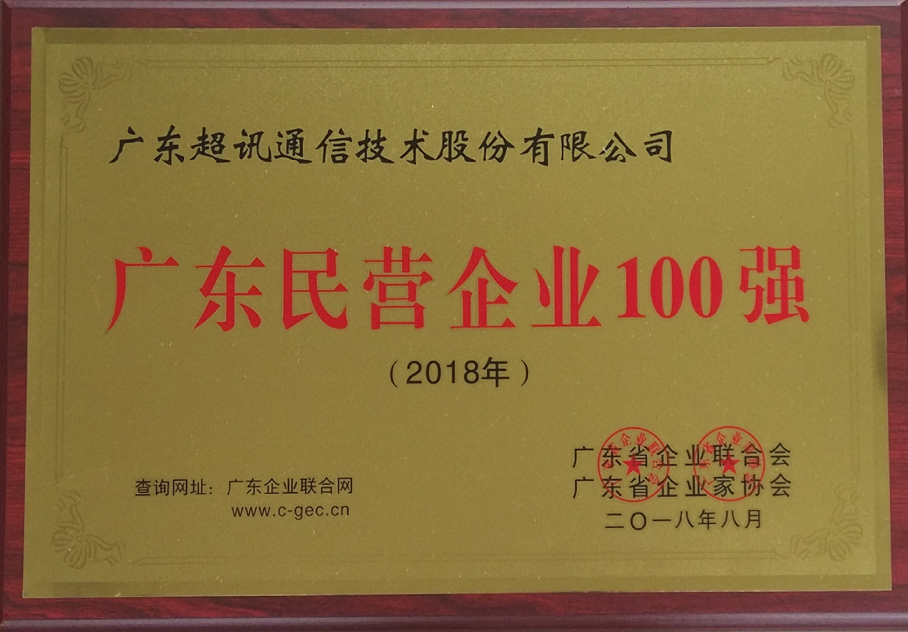 广东超讯通信技术股份有限公司
广东民营企业100强
（2018年）
广东省企业联合会
广东省企业家协会
二〇一八年八月
查询网址：广东企业联合网
www.c-gec.cn